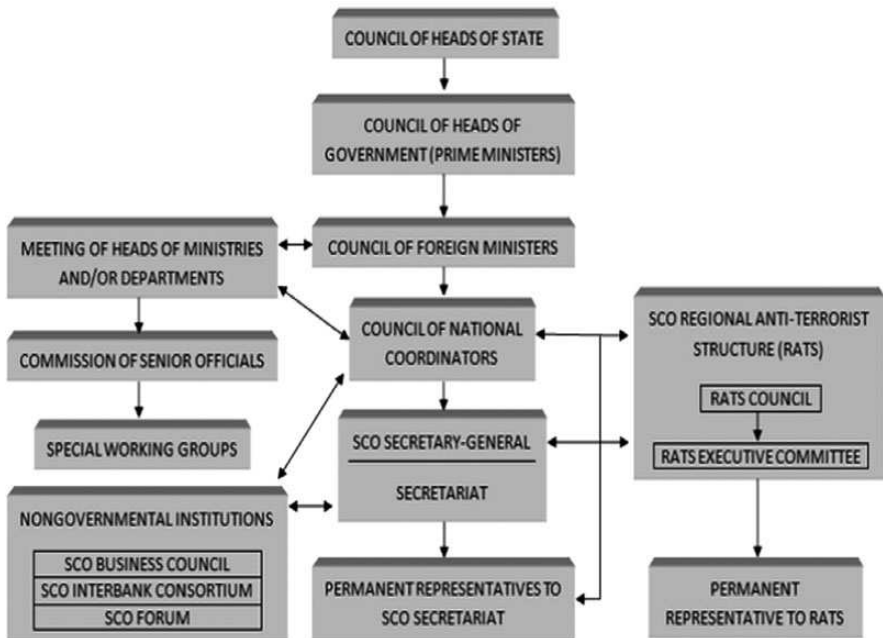 COUNCIL OF HEADS OF STATE
COUNCIL OF HEADS OF
GOVERNMENT (PRIME MINISTERS)
MEETING OF HEADS OF MINISTRIES
AND/OR DEPARTMENTS
COUNCIL OF FOREIGN MINISTERS
COMMISSION OF SENIOR OFFICIALS
COUNCIL OF NATIONAL
COORDINATORS
SCO REGIONAL ANTI-TERRORIST
STRUCTURE (RATS)
RATS COUNCIL
RATS EXECUTIVE COMMITTEE
SPECIAL WORKING GROUPS
SCO SECRETARY-GENERAL
SECRETARIAT
NONGOVERNMENTAL INSTITUTIONS
SCO BUSINESS COUNCIL
SCO INTERBANK CONSORTIUM
SCO FORUM
PERMANENT REPRESENTATIVES TO
SCO SECRETARIAT
PERMANENT
REPRESENTATIVE TO RATS